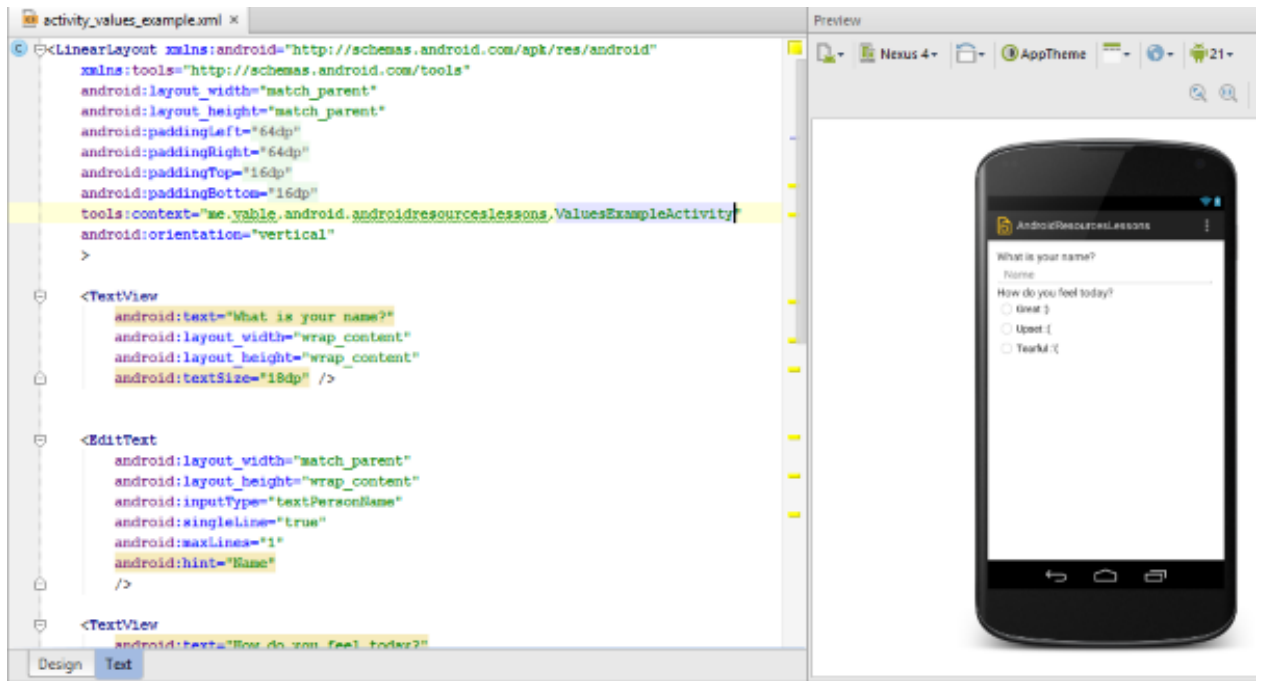 activity_values_example.xml ×
<LinearLayout xmlns:android="http://schemas.android.com/apk/res/android"
xmlns:tools="http://schemas.android.com/tools"
android:layout_width="match_parent"
android:layout_height="match_parent"
android:paddingLeft="64dp"
android:paddingRight="64dp"
android:paddingTop="16dp"
android:paddingBottom="16dp"
tools:context="me.yable.android.androidresourceslessons.ValuesExampleActivity"
android:orientation="vertical"
>
<TextView
android:text="What is your name?"
android:layout_width="wrap_content"
android:layout_height="wrap_content"
android:textSize="18dp" />
<EditText
android:layout_width="match_parent"
android:layout_height="wrap_content"
android:inputType="textPersonName"
android:singleLine="true"
android:maxLines="1"
android:hint="Name"
/>
<TextView
android:text="How do you feel today?"
Design Text
Preview
Nexus 4 AppTheme 21
AndroidResourcesLessons
What is your name?
Name
How do you feel today?
Great :)
Upset :(
Tearful :'(